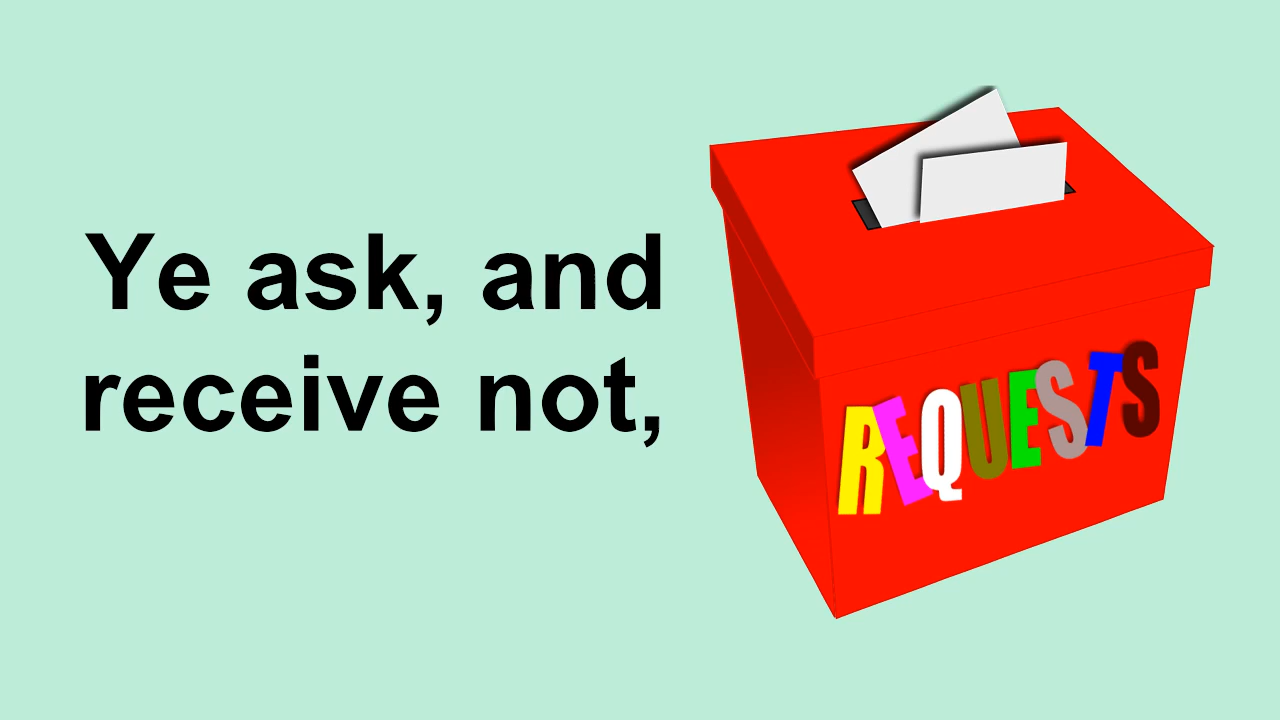 Ye ask, and
receive not,
REQUESTS